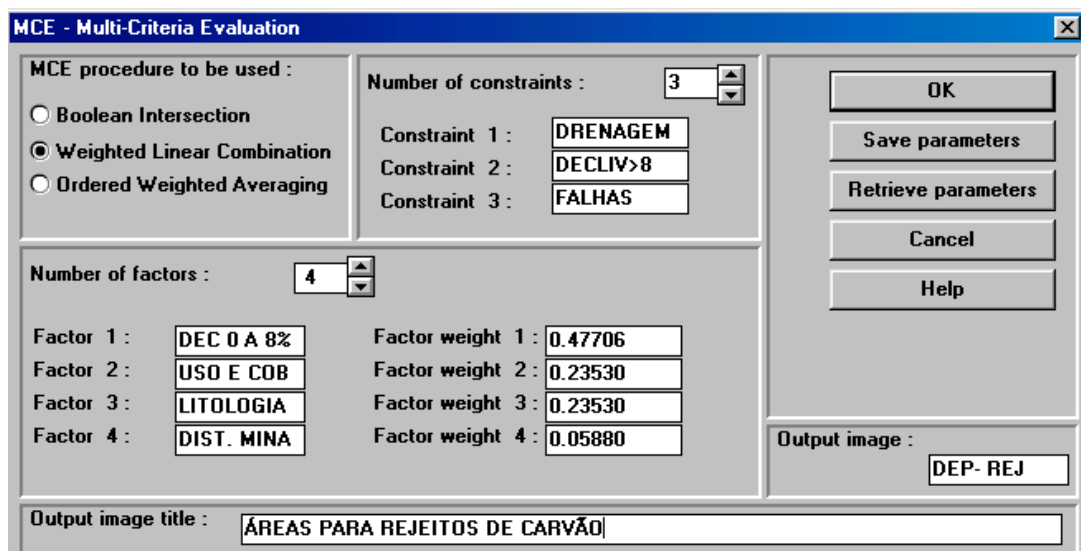 MCE - Multi-Criteria Evaluation
MCE procedure to be used :
Boolean Intersection
Weighted Linear Combination
Ordered Weighted Averaging
Number of constraints : 3
Constraint 1 : DRENAGEM
Constraint 2 : DECLIV>8
Constraint 3 : FALHAS
OK
Save parameters
Retrieve parameters
Cancel
Help
Number of factors : 4
Factor 1 : DEC 0 A 8% Factor weight 1 : 0.47706
Factor 2 : USO E COB Factor weight 2 : 0.23530
Factor 3 : LITOLOGIA Factor weight 3 : 0.23530
Factor 4 : DIST. MINA Factor weight 4 : 0.05880
Output image :
DEP- REJ
Output image title : ÁREAS PARA REJEITOS DE CARVÃO